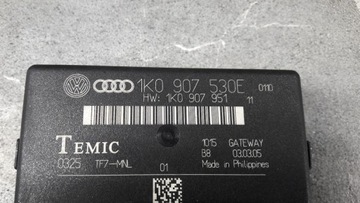 1K0 907 530E 0110
HW: 1K0 907 951 11
TEMIC
1015 GATEWAY
B8 03.03.05
Made in Philippines
0325 TF7-MNL 01